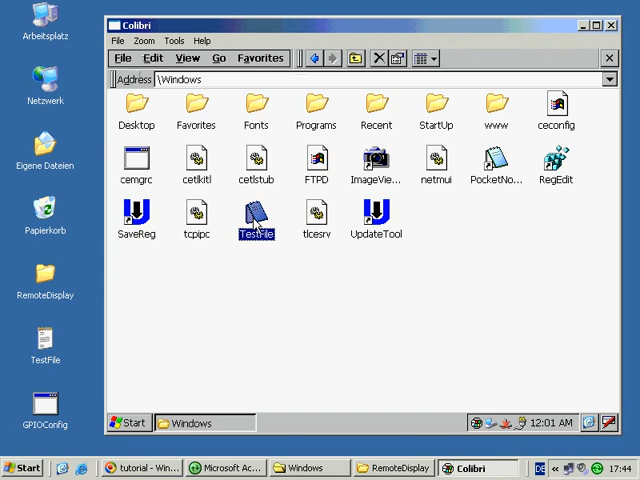 Arbeitsplatz
Netzwerk
Eigene Dateien
Papierkorb
RemoteDisplay
TestFile
GPIOConfig
Colibri
File Zoom Tools Help
File Edit View Go Favorites
Address \Windows
Desktop Favorites Fonts Programs Recent StartUp www ceconfig
cemgrc cetlkitl cetlstub FTPD ImageVie... netmui PocketNo... RegEdit
SaveReg tcpipc TestFile tlcesrv UpdateTool
Start Windows 12:01 AM
Start tutorial - Win... Microsoft Ac... Windows RemoteDisplay Colibri DE 17:44